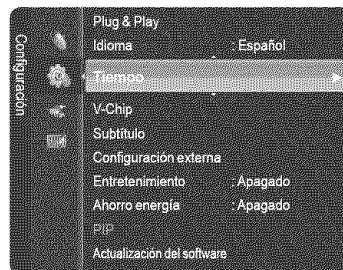 Configuración
Plug & Play
Idioma : Español
Tiempo
V-Chip
Subtítulo
Configuración externa
Entretenimiento : Apagado
Ahorro energía : Apagado
PIP
Actualización del software